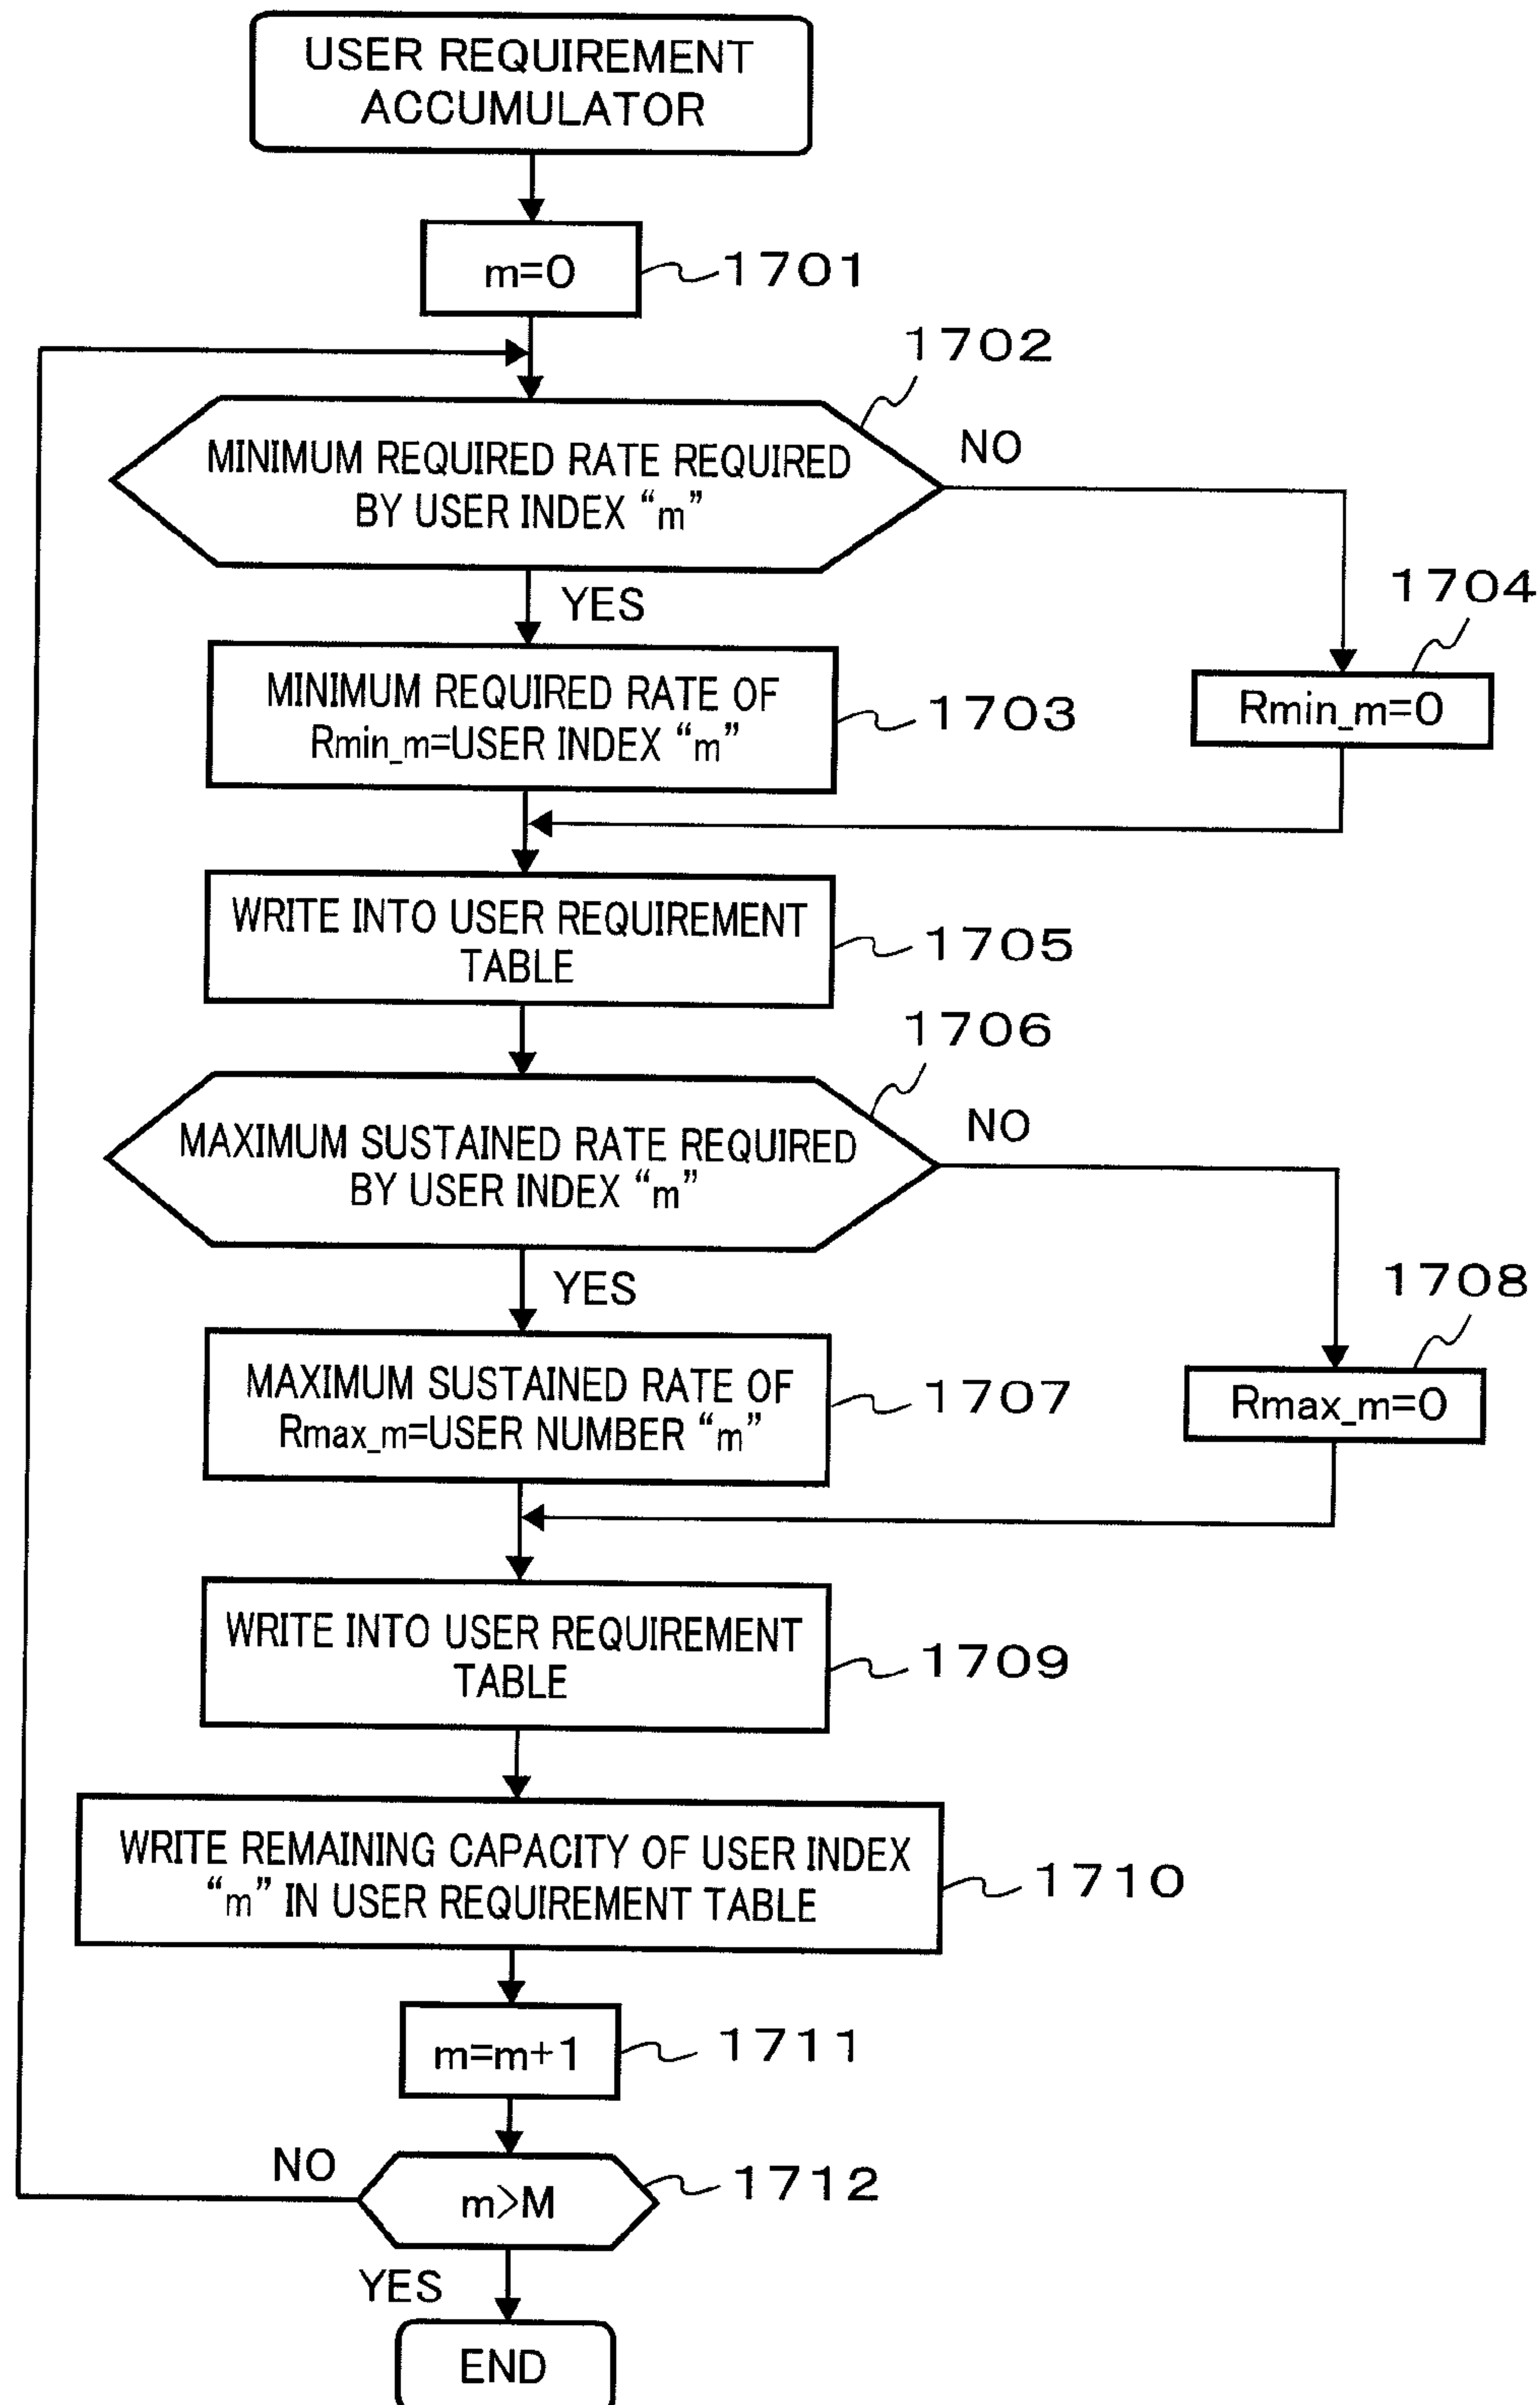 USER REQUIREMENT
ACCUMULATOR
m=0
1701
1702
MINIMUM REQUIRED RATE REQUIRED
BY USER INDEX “m”
NO
YES
1704
MINIMUM REQUIRED RATE OF
Rmin_m=USER INDEX “m”
1703
Rmin_m=0
WRITE INTO USER REQUIREMENT
TABLE
1705
1706
MAXIMUM SUSTAINED RATE REQUIRED
BY USER INDEX “m”
NO
YES
1708
MAXIMUM SUSTAINED RATE OF
Rmax_m=USER NUMBER “m”
1707
Rmax_m=0
WRITE INTO USER REQUIREMENT
TABLE
1709
WRITE REMAINING CAPACITY OF USER INDEX
“m” IN USER REQUIREMENT TABLE
1710
m=m+1
1711
NO
m>M
1712
YES
END